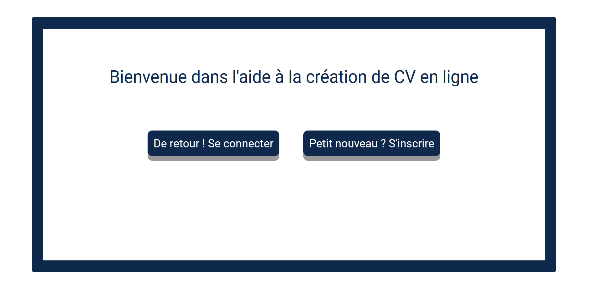 Bienvenue dans l'aide à la création de CV en ligne
De retour ! Se connecter
Petit nouveau ? S'inscrire